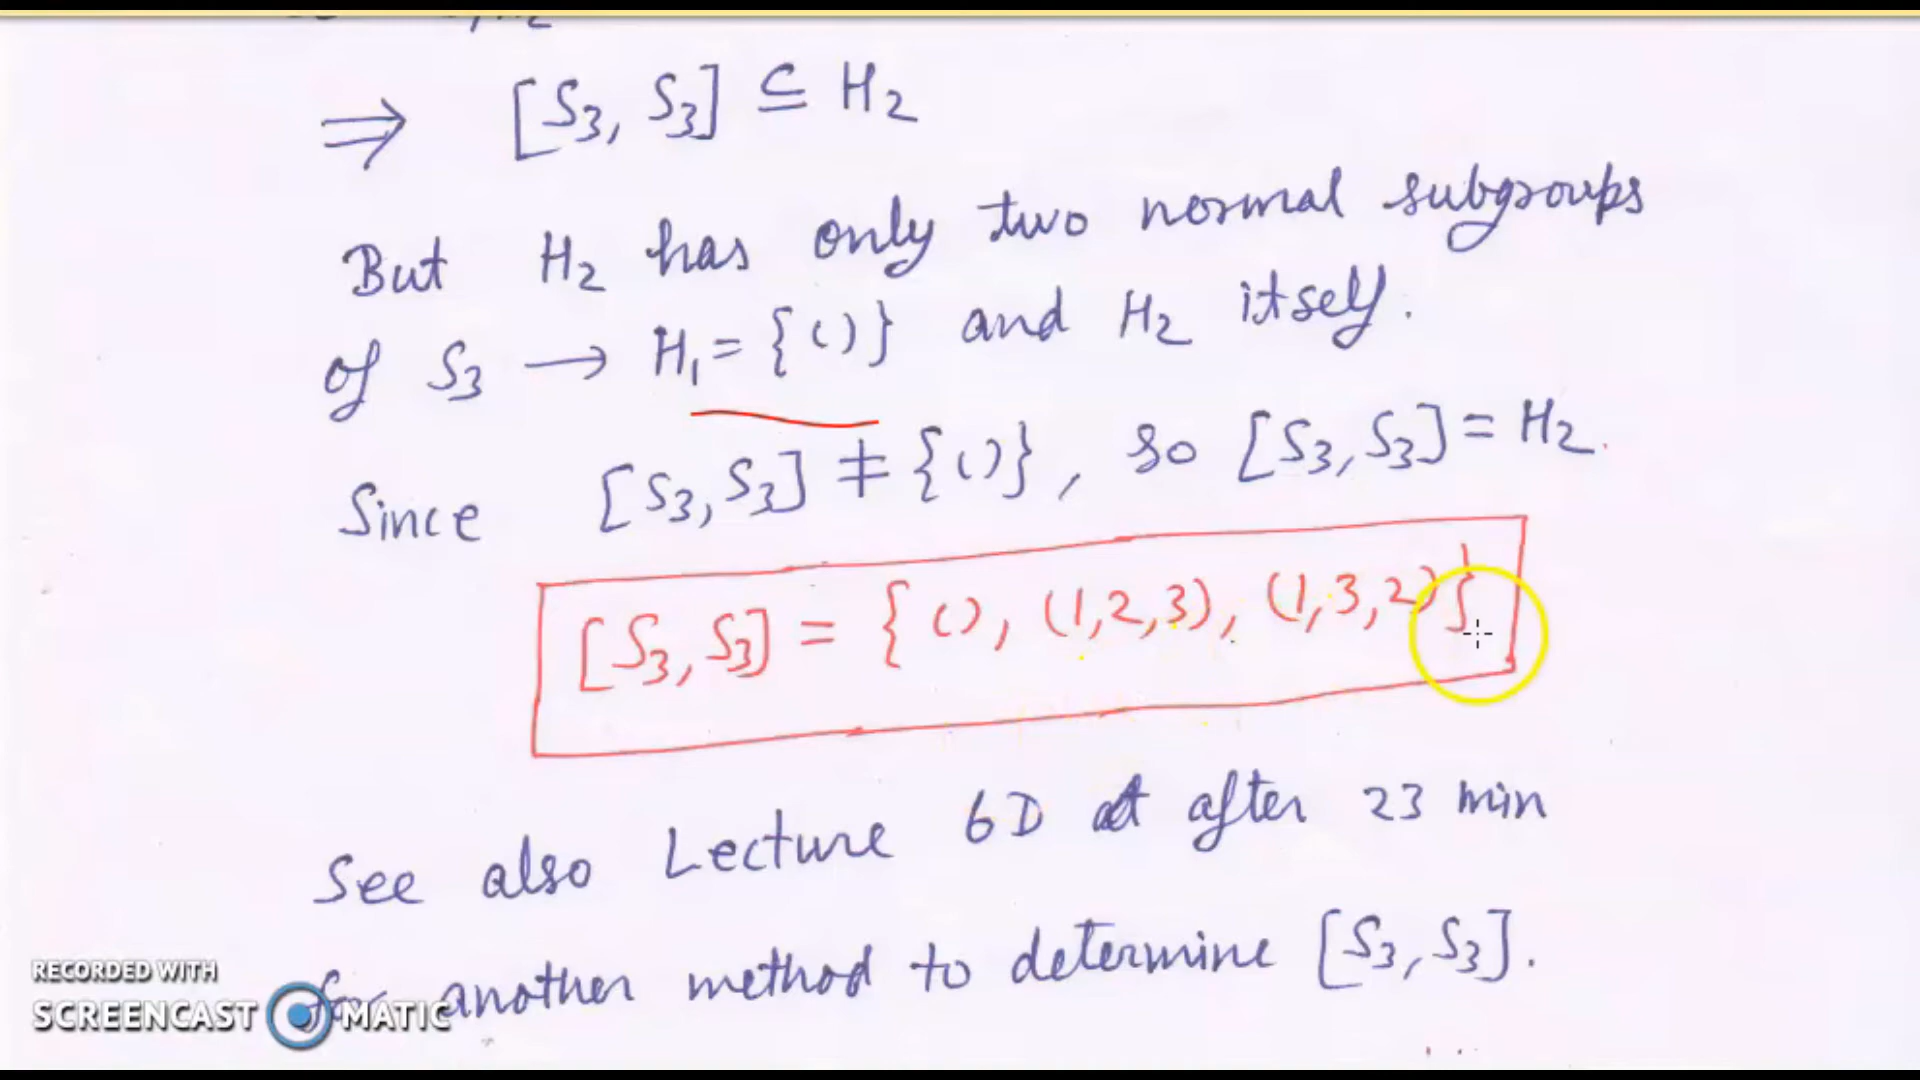 ⇒ [S₃, S₃] ⊆ H₂
But H₂ has only two normal subgroups
of S₃ → H₁ = {()} and H₂ itself.
Since [S₃, S₃] ≠ {()}, so [S₃, S₃] = H₂.
[S₃, S₃] = {(), (1,2,3), (1,3,2)}
See also Lecture 6D at after 23 min
for another method to determine [S₃, S₃].
RECORDED WITH
SCREENCAST MATIC